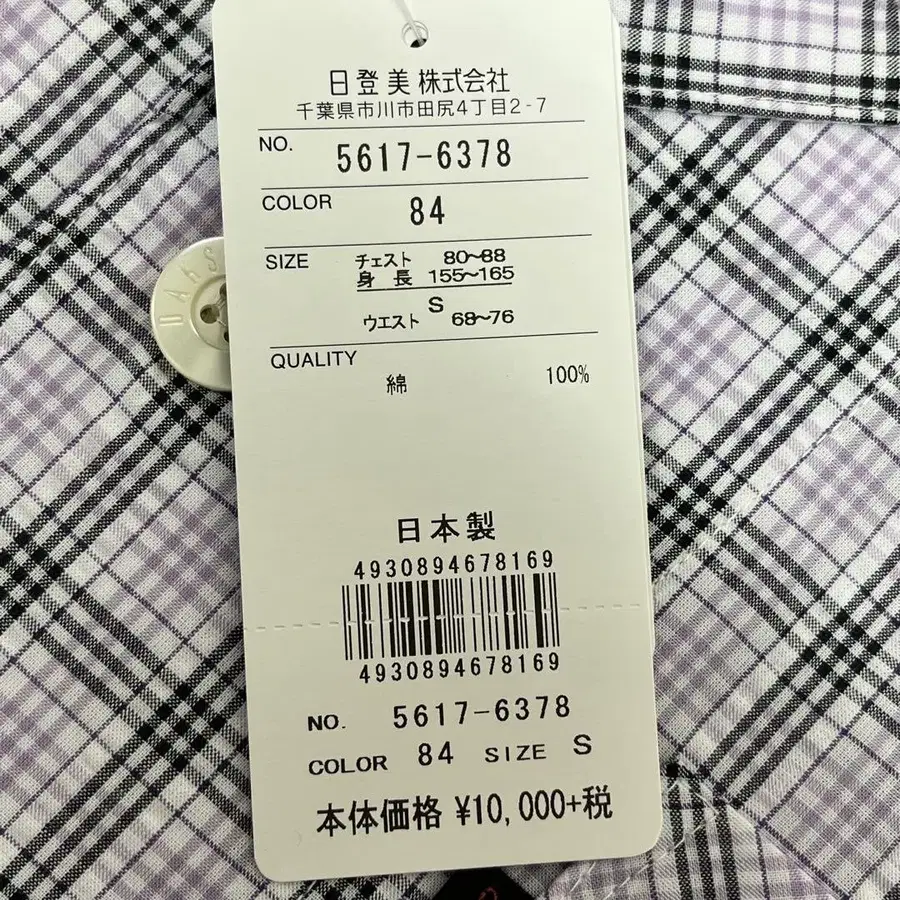 日登美株式会社
千葉県市川市田尻4丁目2-7
NO. 5617-6378
COLOR 84
SIZE チェスト 80~88
身長 155~165
S
ウエスト 68~76
QUALITY
綿 100%
日本製
4930894678169
4930894678169
NO. 5617-6378
COLOR 84 SIZE S
本体価格 ¥10,000+税
DAKS